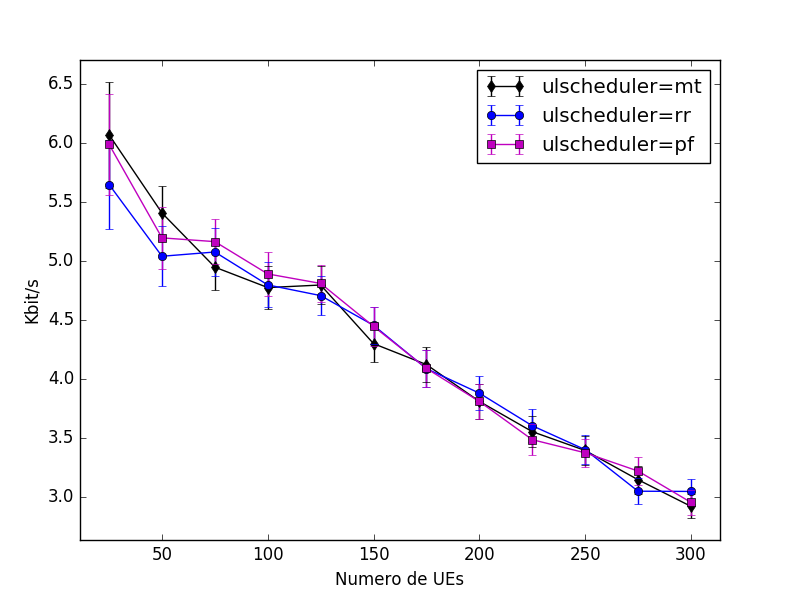 6.5
6.0
5.5
5.0
4.5
4.0
3.5
3.0
Kbit/s
ulscheduler=mt
ulscheduler=rr
ulscheduler=pf
50 100 150 200 250 300
Numero de UEs